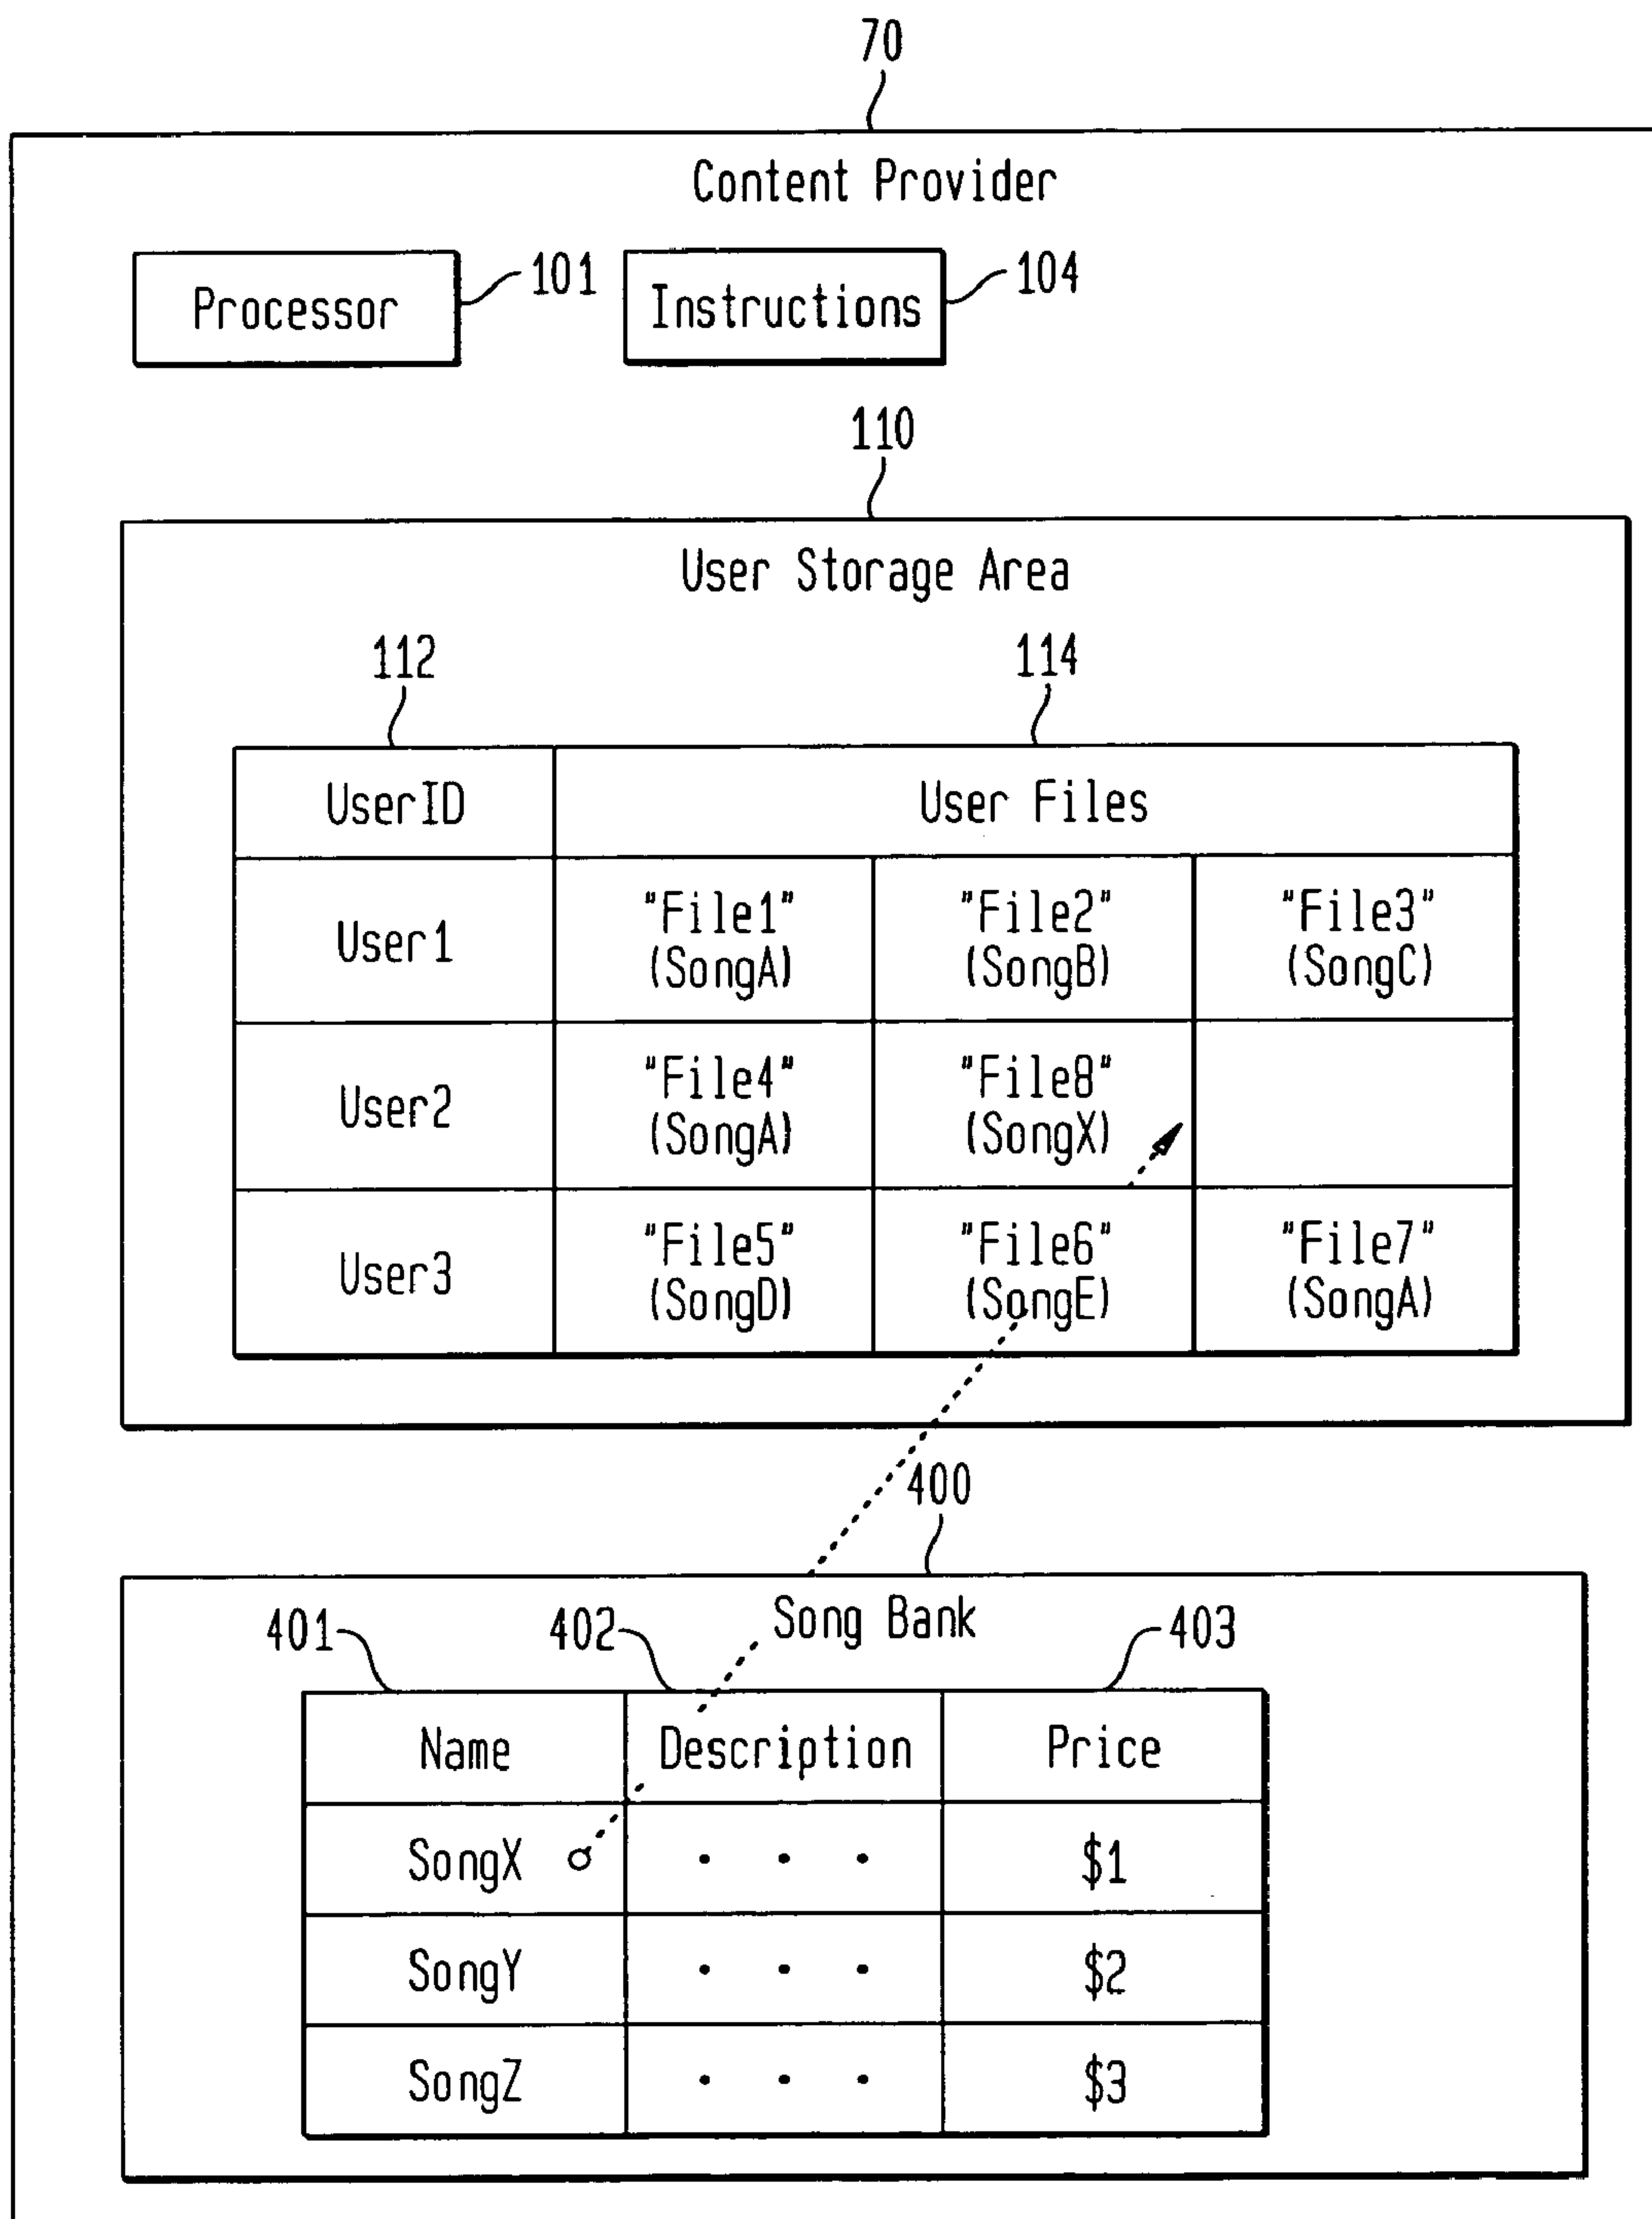 70
Content Provider
Processor
101
Instructions
104
110
User Storage Area
112
114
UserID
User Files
User1
"File1"
(SongA)
"File2"
(SongB)
"File3"
(SongC)
User2
"File4"
(SongA)
"File8"
(SongX)
User3
"File5"
(SongD)
"File6"
(SongE)
"File7"
(SongA)
400
Song Bank
401
402
403
Name
Description
Price
SongX
. . .
$1
SongY
. . .
$2
SongZ
. . .
$3